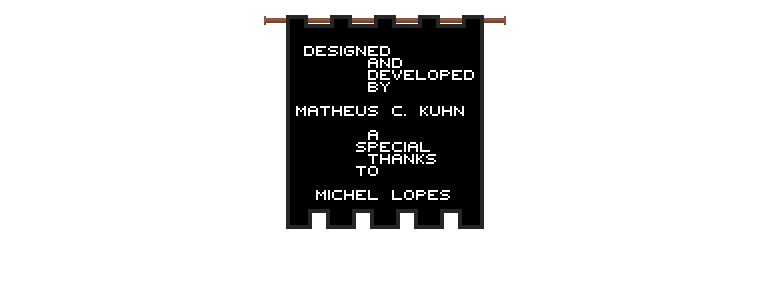 DESIGNED
AND
DEVELOPED
BY
MATHEUS C. KUHN
A
SPECIAL
THANKS
TO
MICHEL LOPES